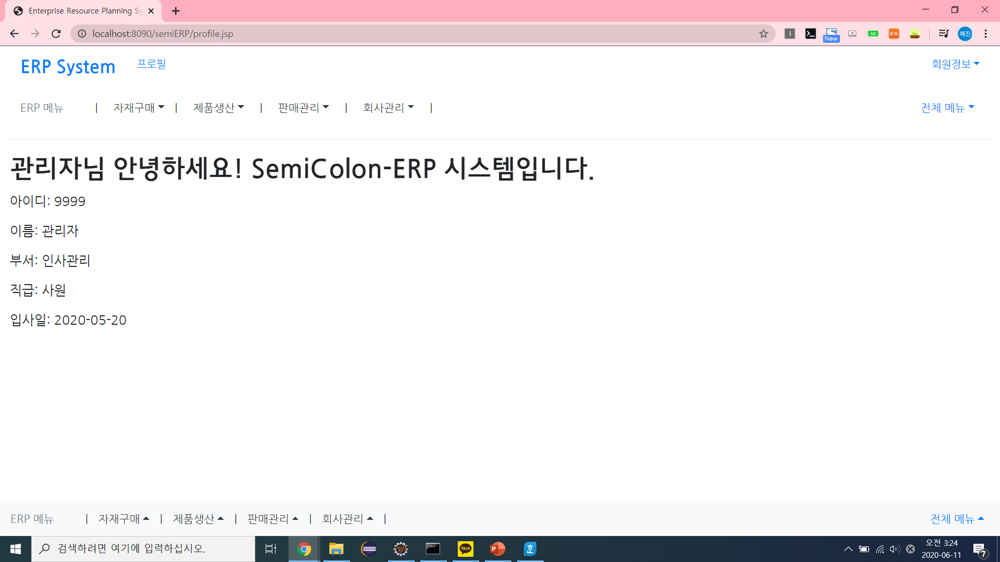 Enterprise Resource Planning Sy
localhost:8090/semiERP/profile.jsp
New
AC
EX
혜진
ERP System 프로필 회원정보
ERP 메뉴 | 자재구매 | 제품생산 | 판매관리 | 회사관리 | 전체 메뉴
관리자님 안녕하세요! SemiColon-ERP 시스템입니다.
아이디: 9999
이름: 관리자
부서: 인사관리
직급: 사원
입사일: 2020-05-20
ERP 메뉴 | 자재구매 | 제품생산 | 판매관리 | 회사관리 | 전체 메뉴
검색하려면 여기에 입력하십시오.
TALK
P
흐
오전 3:24
2020-06-11
7